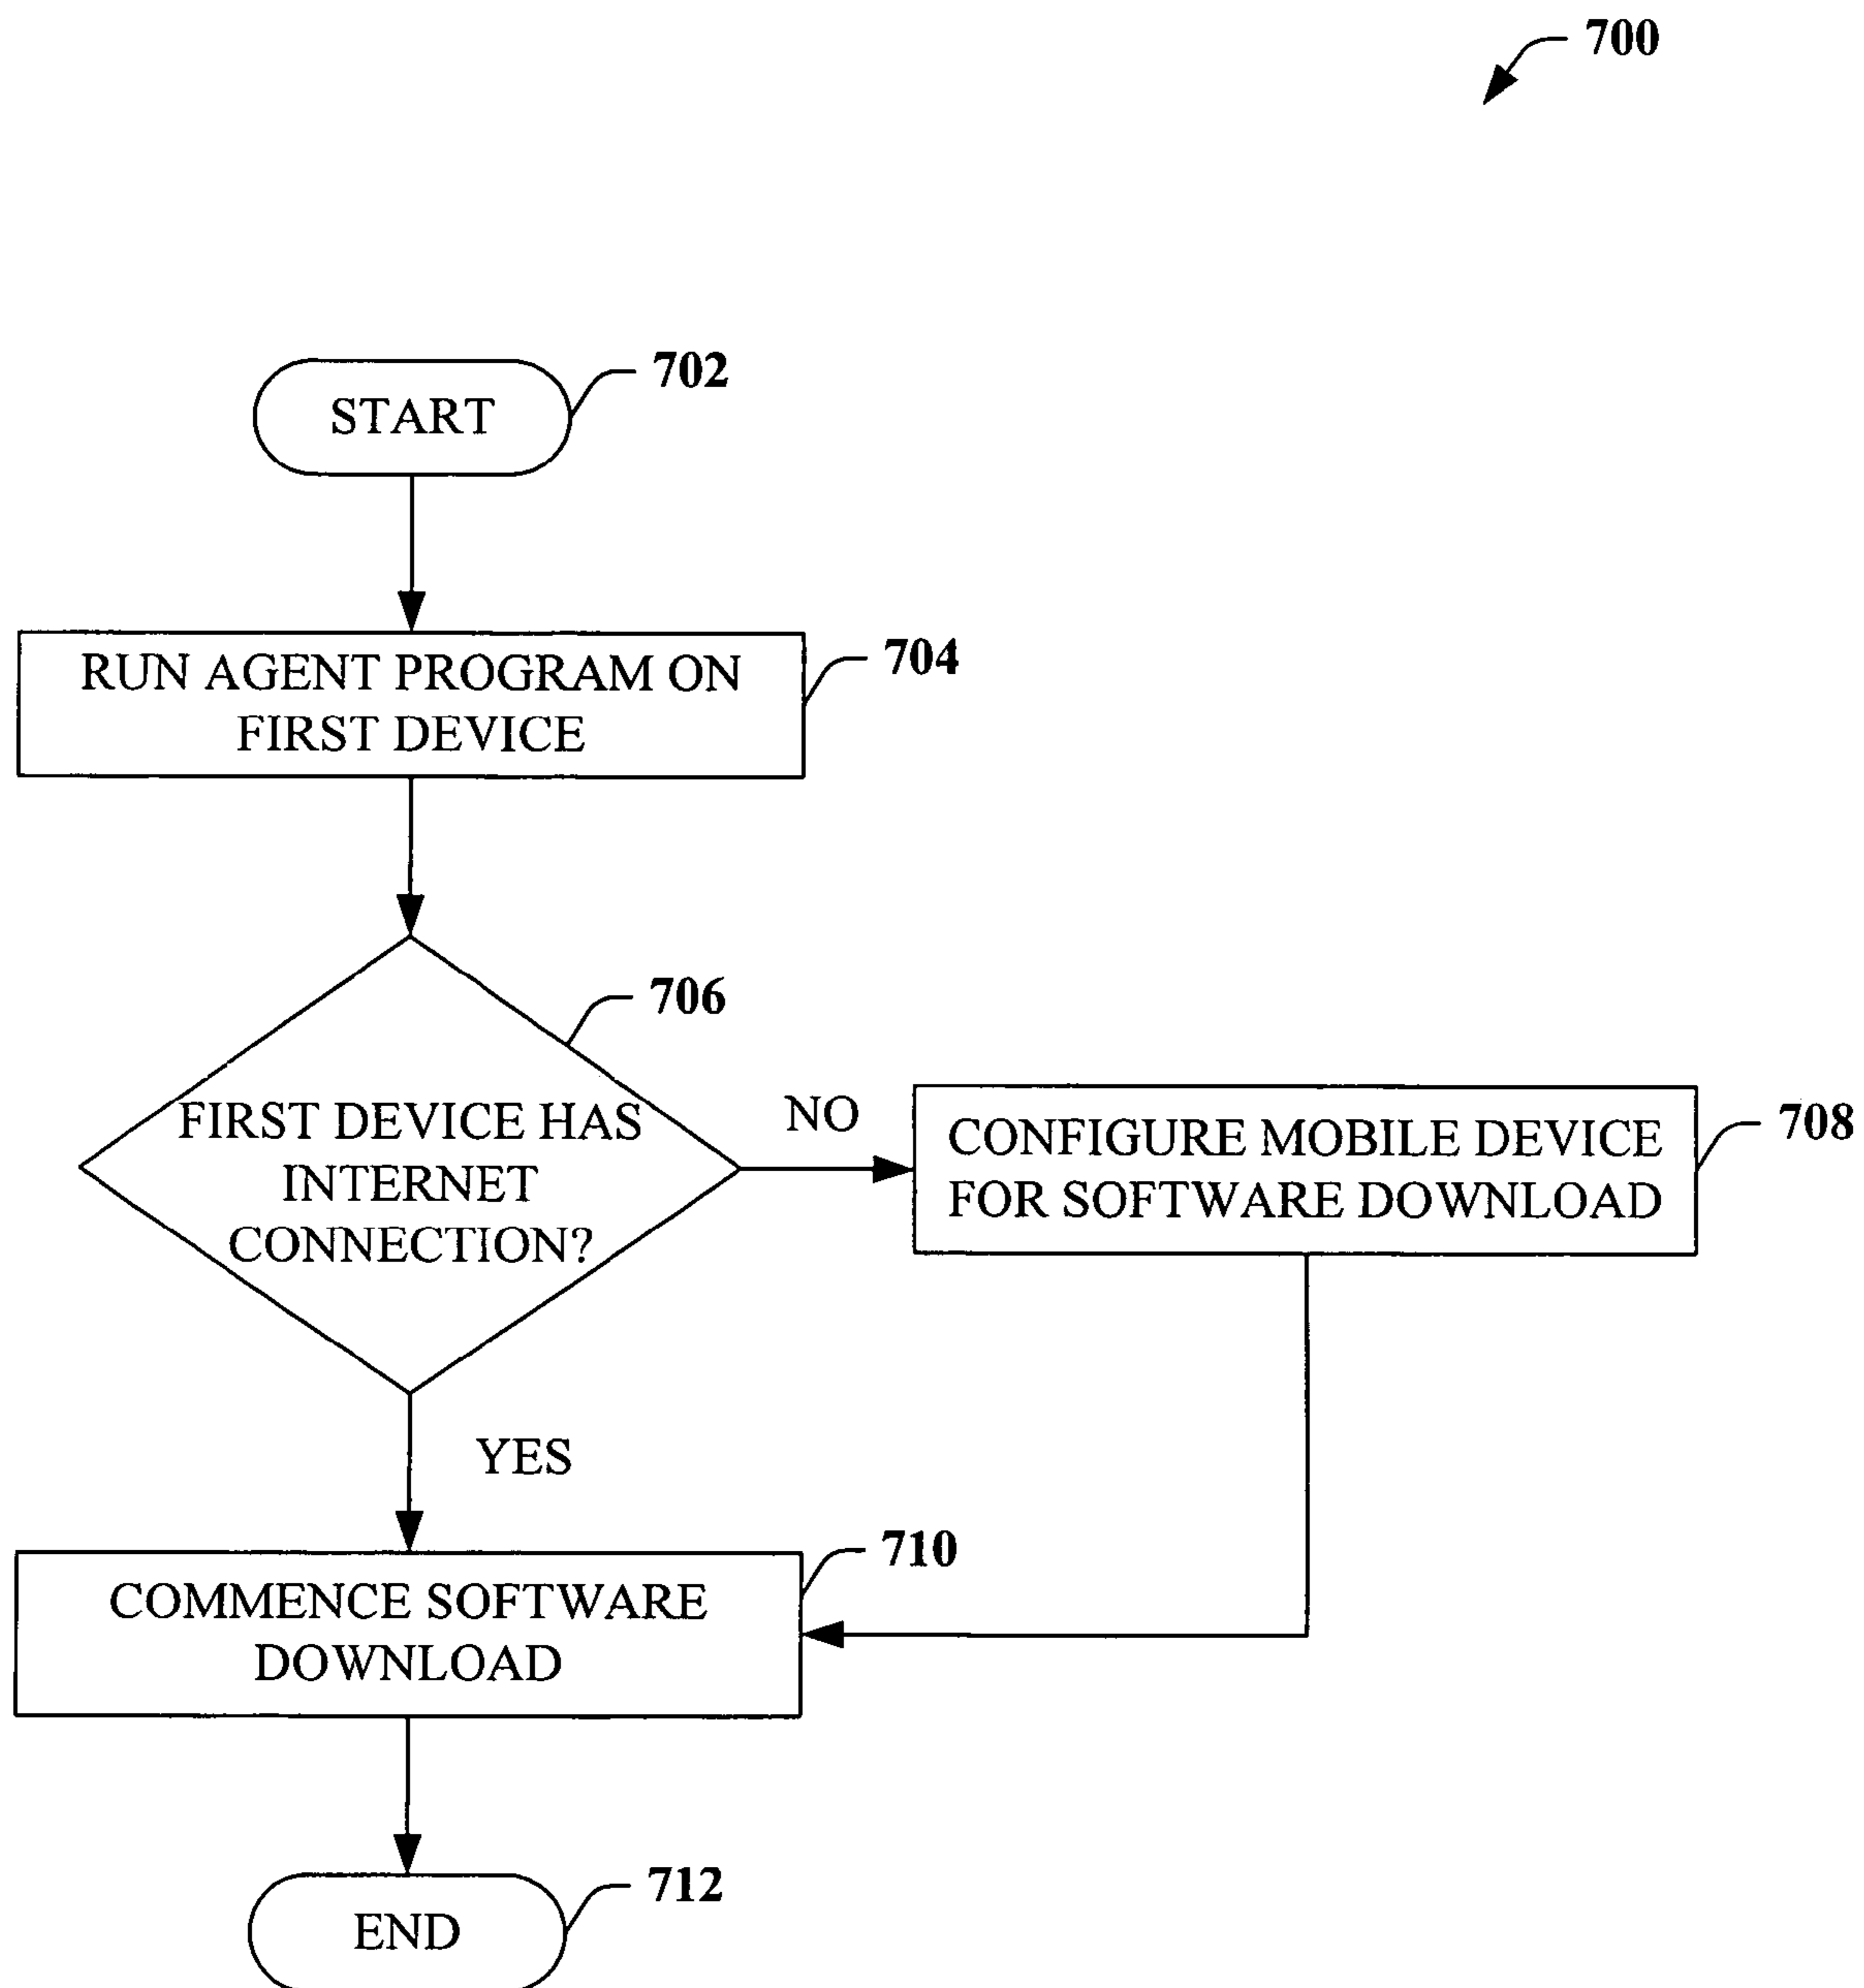 700
START
702
RUN AGENT PROGRAM ON
FIRST DEVICE
704
706
FIRST DEVICE HAS
INTERNET
CONNECTION?
NO
CONFIGURE MOBILE DEVICE
FOR SOFTWARE DOWNLOAD
708
YES
710
COMMENCE SOFTWARE
DOWNLOAD
712
END